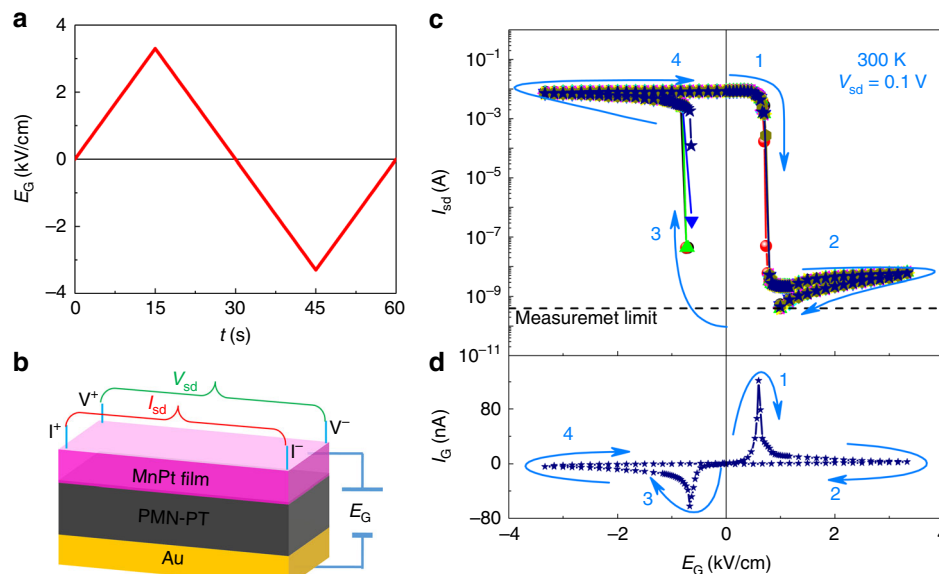 a
4
2
0
−2
−4
E_G (kV/cm)
0
15
30
45
60
t (s)
b
V_sd
V⁺
I_sd
V⁻
I⁺
I⁻
MnPt film
PMN-PT
Au
E_G
c
10⁻¹
10⁻³
10⁻⁵
10⁻⁷
10⁻⁹
10⁻¹¹
I_sd (A)
4
1
300 K
V_sd = 0.1 V
3
2
Measuremet limit
d
80
0
−80
I_G (nA)
1
4
3
2
−4
−2
0
2
4
E_G (kV/cm)